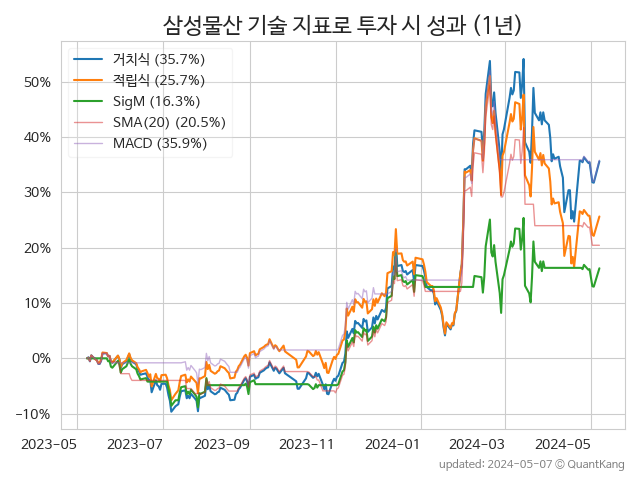 삼성물산 기술 지표로 투자 시 성과 (1년)
거치식 (35.7%)
적립식 (25.7%)
SigM (16.3%)
SMA(20) (20.5%)
MACD (35.9%)
50%
40%
30%
20%
10%
0%
−10%
2023-05 2023-07 2023-09 2023-11 2024-01 2024-03 2024-05
updated: 2024-05-07 © QuantKang